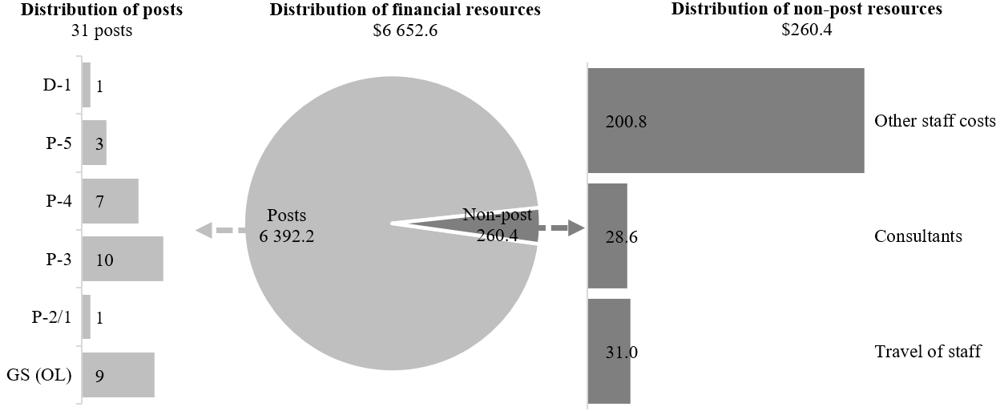 Distribution of posts
31 posts
D-1 1
P-5 3
P-4 7
P-3 10
P-2/1 1
GS (OL) 9
Distribution of financial resources
$6 652.6
Posts
6 392.2
Non-post
260.4
Distribution of non-post resources
$260.4
200.8 Other staff costs
28.6 Consultants
31.0 Travel of staff